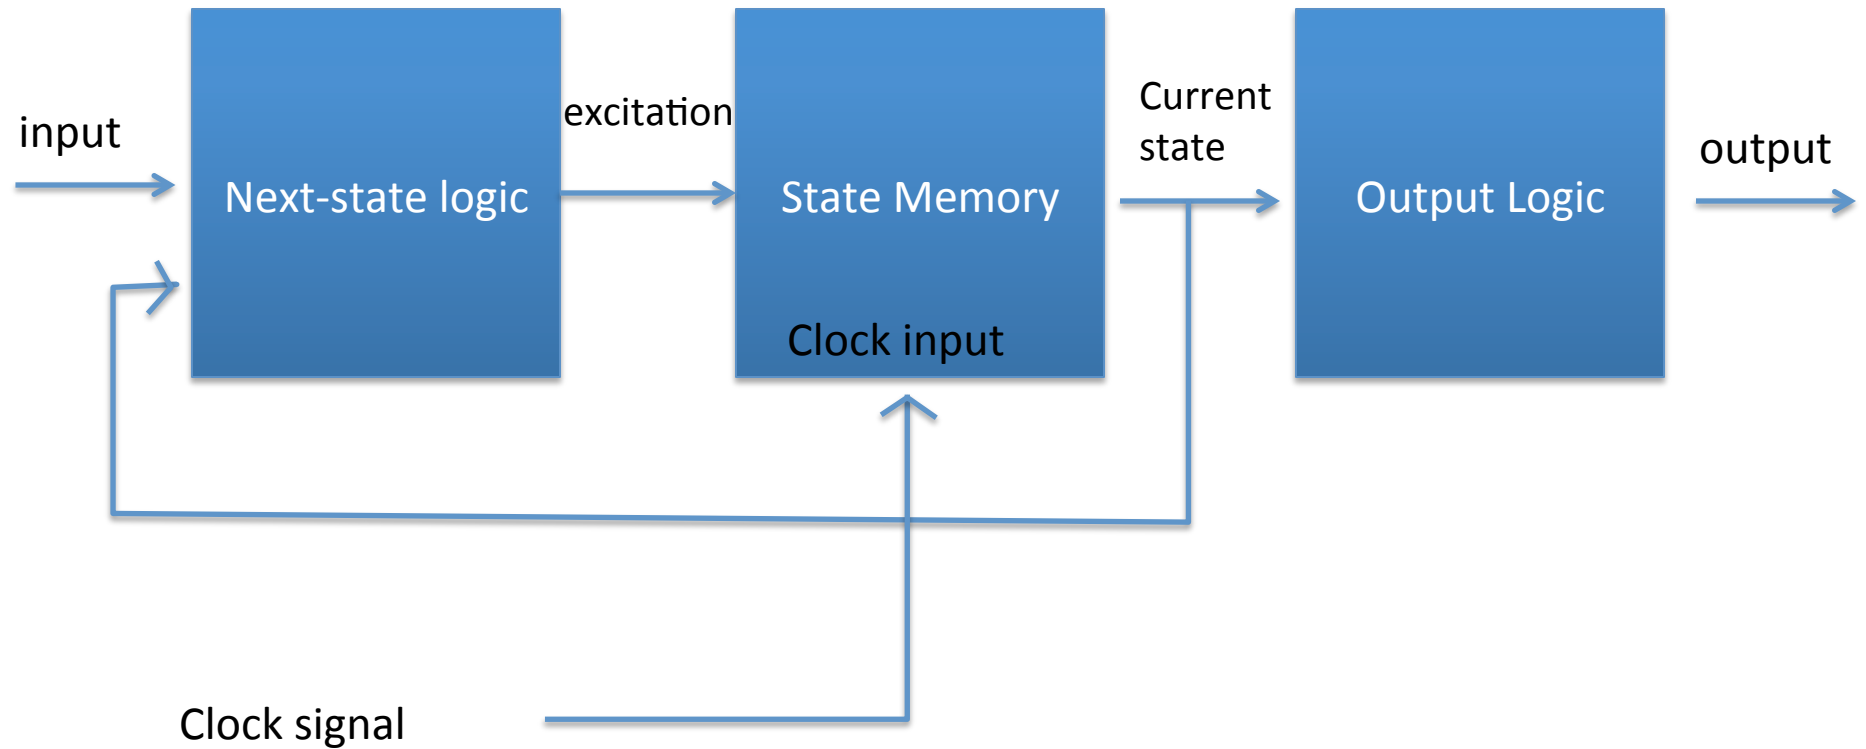 input
Next-state logic
excitation
State Memory
Clock input
Current
state
Output Logic
output
Clock signal